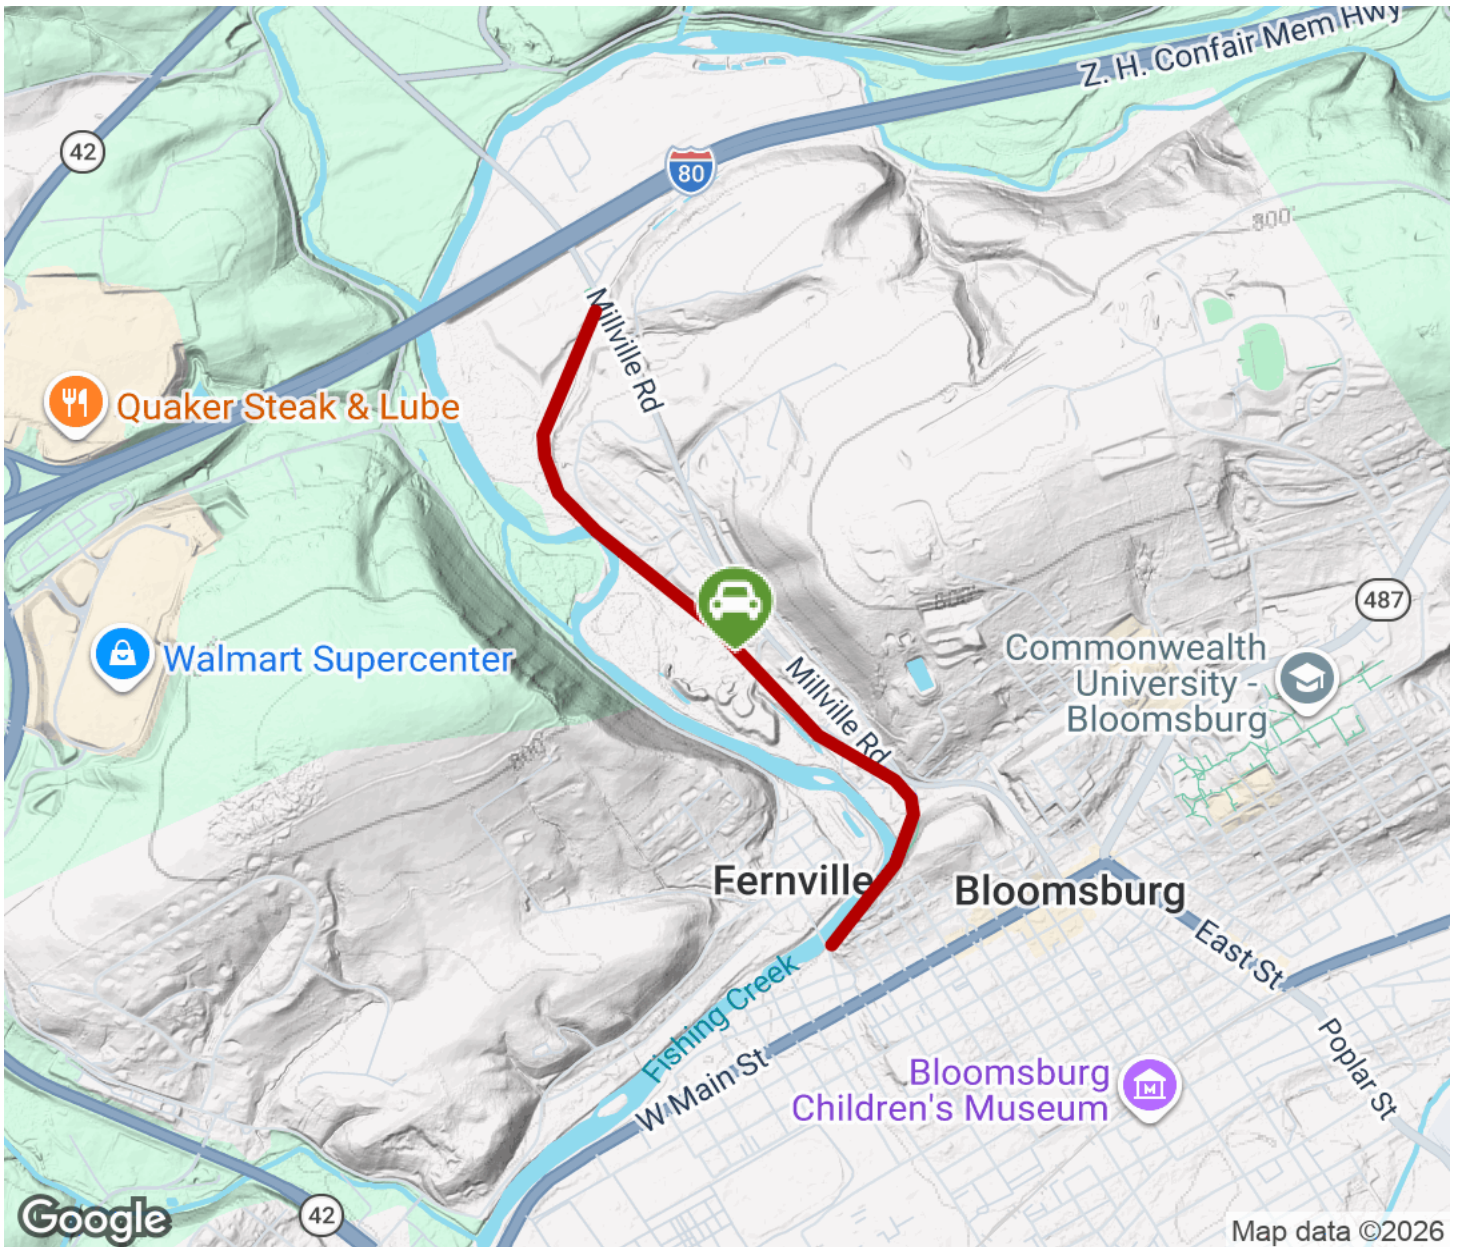 Z. H. Confair Mem Hwy
42
80
800'
Millville Rd
Quaker Steak & Lube
487
800'
Commonwealth
University -
Bloomsburg
Walmart Supercenter
Millville Rd
800'
Fernville
Bloomsburg
East St
Fishing Creek
Poplar St
W Main St
Bloomsburg
Children's Museum
M
42
Google
Map data ©2026